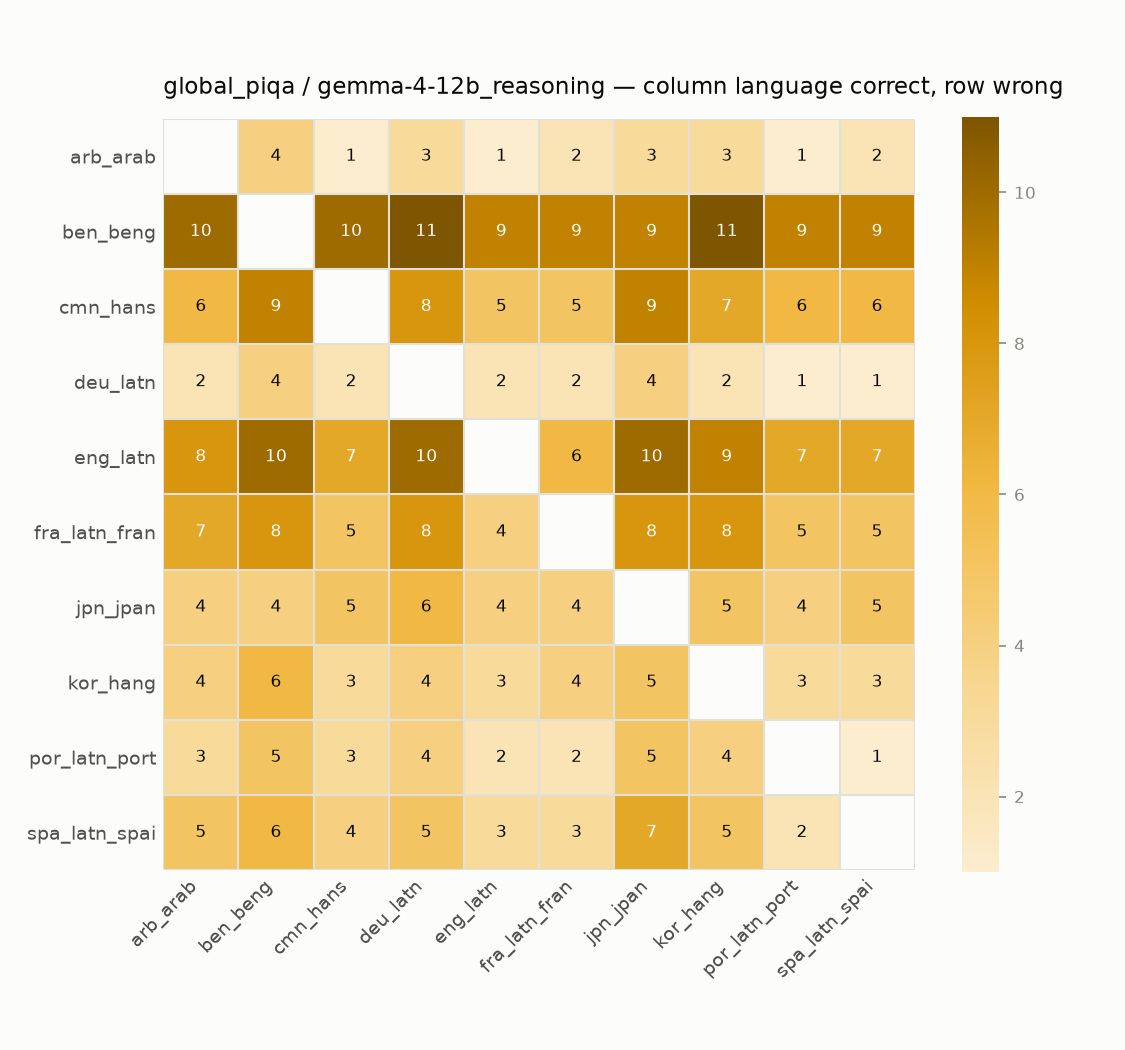 global_piqa / gemma-4-12b_reasoning — column language correct, row wrong
arb_arab 4 1 3 1 2 3 3 1 2
ben_beng 10 10 11 9 9 9 11 9 9
cmn_hans 6 9 8 5 5 9 7 6 6
deu_latn 2 4 2 2 2 4 2 1 1
eng_latn 8 10 7 10 6 10 9 7 7
fra_latn_fran 7 8 5 8 4 8 8 5 5
jpn_jpan 4 4 5 6 4 4 5 4 5
kor_hang 4 6 3 4 3 4 5 3 3
por_latn_port 3 5 3 4 2 2 5 4 1
spa_latn_spai 5 6 4 5 3 3 7 5 2
arb_arab ben_beng cmn_hans deu_latn eng_latn fra_latn_fran jpn_jpan kor_hang por_latn_port spa_latn_spai
10
8
6
4
2